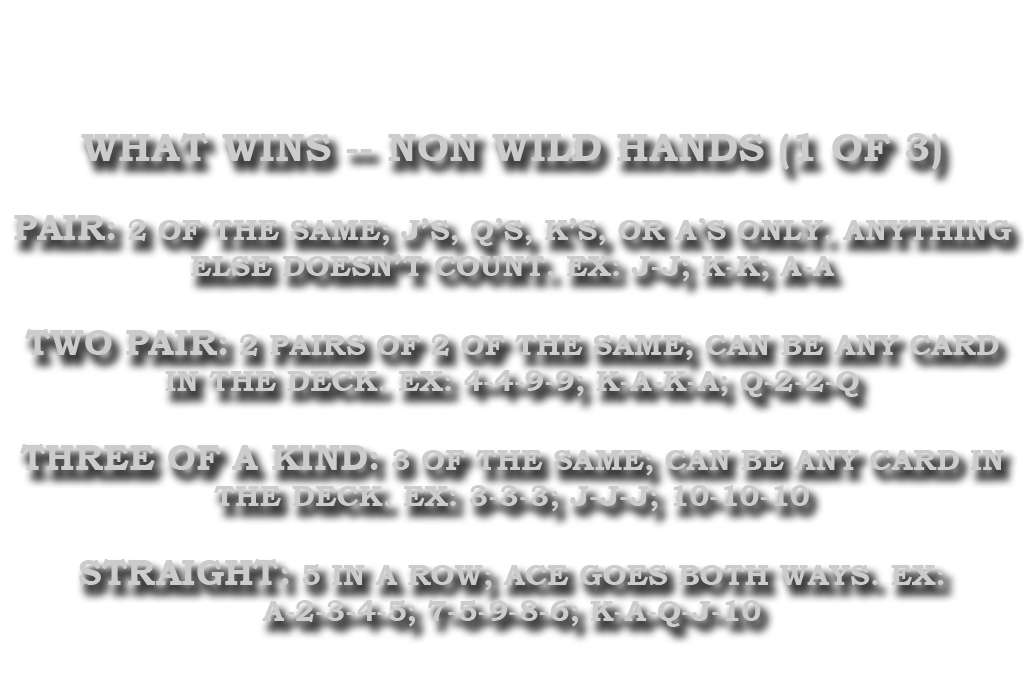 WHAT WINS -- NON WILD HANDS (1 OF 3)
PAIR: 2 OF THE SAME; J'S, Q'S, K'S, OR A'S ONLY. ANYTHING
ELSE DOESN'T COUNT. EX: J-J; K-K; A-A
TWO PAIR: 2 PAIRS OF 2 OF THE SAME; CAN BE ANY CARD
IN THE DECK. EX: 4-4-9-9; K-A-K-A; Q-2-2-Q
THREE OF A KIND: 3 OF THE SAME; CAN BE ANY CARD IN
THE DECK. EX: 3-3-3; J-J-J; 10-10-10
STRAIGHT: 5 IN A ROW; ACE GOES BOTH WAYS. EX:
A-2-3-4-5; 7-5-9-8-6; K-A-Q-J-10